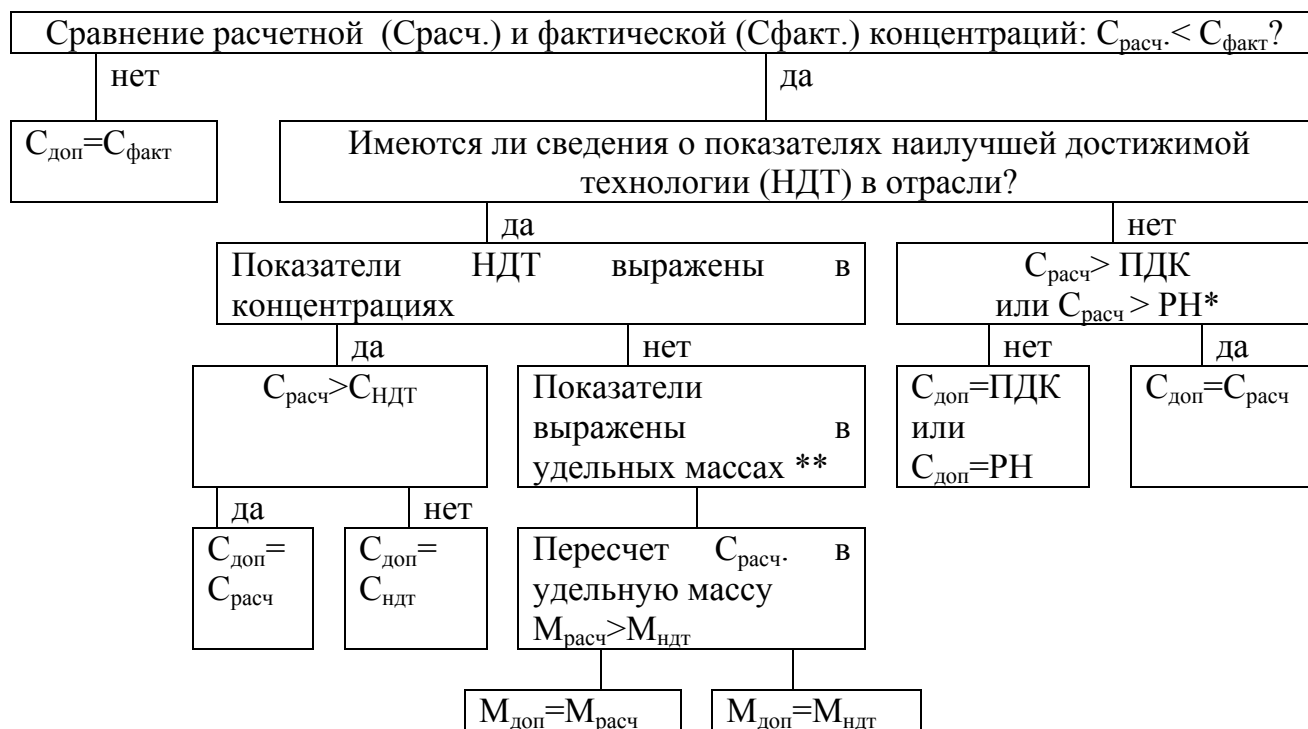 Сравнение расчетной (Срасч.) и фактической (Сфакт.) концентраций: Срасч.< Сфакт?
нет
да
Сдоп=Сфакт
Имеются ли сведения о показателях наилучшей достижимой
технологии (НДТ) в отрасли?
да
нет
Показатели НДТ выражены в
концентрациях
Срасч> ПДК
или Срасч > РН*
да
нет
нет
да
Срасч>СНДТ
Показатели
выражены в
удельных массах **
Сдоп=ПДК
или
Сдоп=РН
Сдоп=Срасч
да
нет
Сдоп=
Срасч
Сдоп=
Сндт
Пересчет Срасч. в
удельную массу
Мрасч>Мндт
Мдоп=Мрасч
Мдоп=Мндт